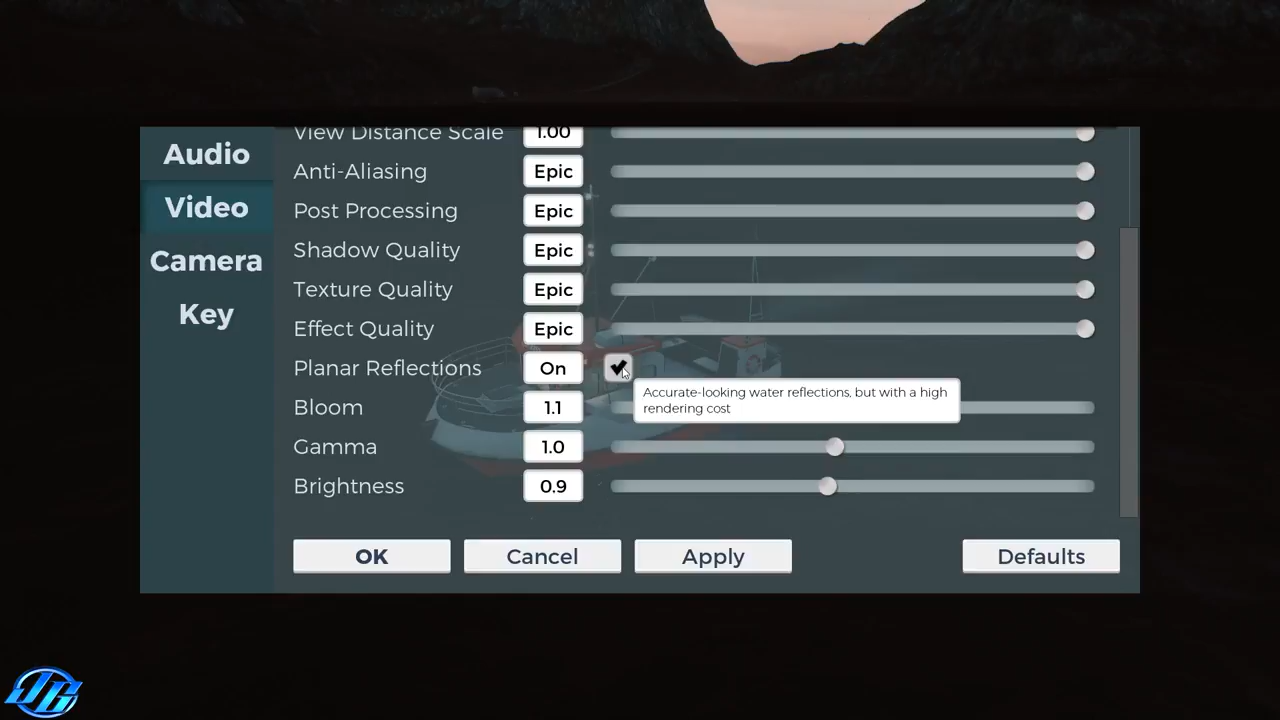 Audio
Video
Camera
Key
View Distance Scale 1.00
Anti-Aliasing Epic
Post Processing Epic
Shadow Quality Epic
Texture Quality Epic
Effect Quality Epic
Planar Reflections On
Accurate-looking water reflections, but with a high
rendering cost
Bloom 1.1
Gamma 1.0
Brightness 0.9
OK Cancel Apply Defaults